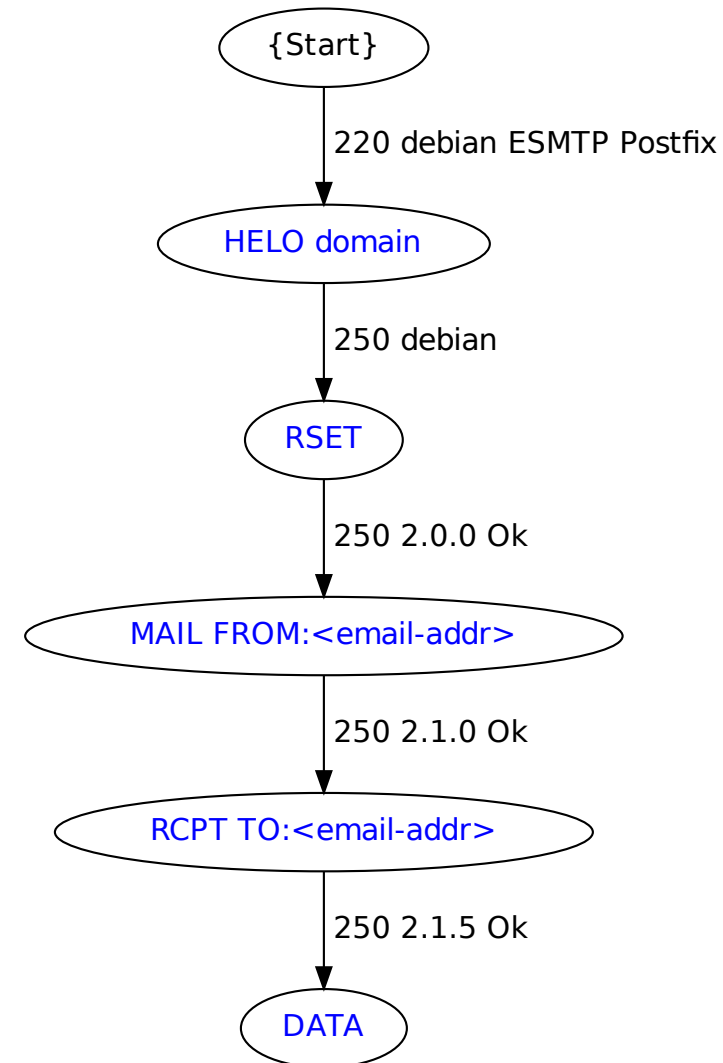 {Start}
220 debian ESMTP Postfix
HELO domain
250 debian
RSET
250 2.0.0 Ok
MAIL FROM:<email-addr>
250 2.1.0 Ok
RCPT TO:<email-addr>
250 2.1.5 Ok
DATA